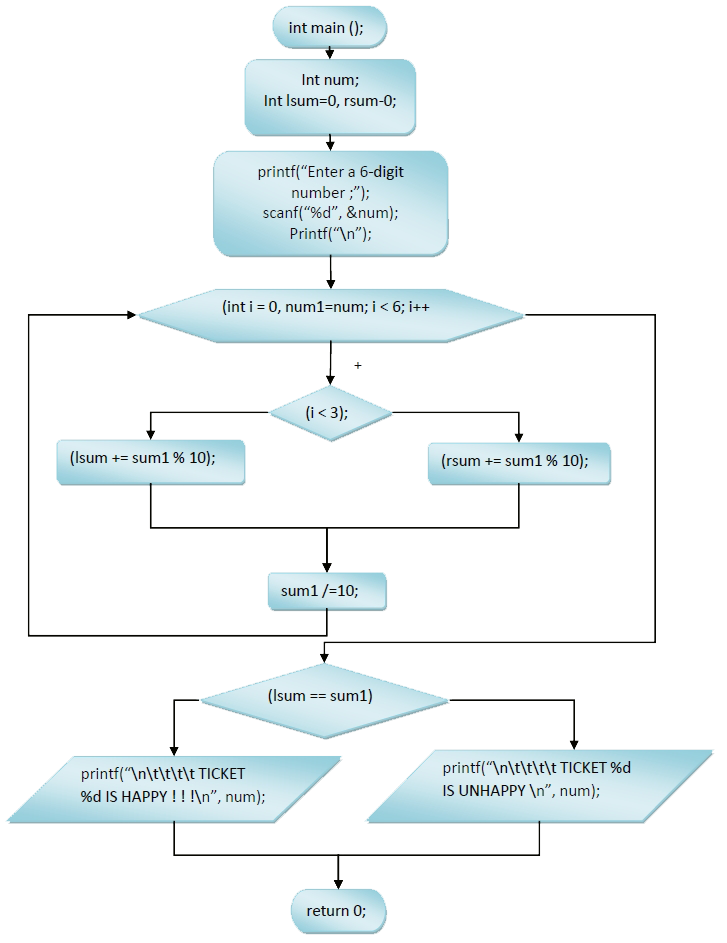 int main ();
Int num;
Int lsum=0, rsum-0;
printf(“Enter a 6-digit
number ;”);
scanf(“%d”, &num);
Printf(“\n”);
(int i = 0, num1=num; i < 6; i++
+
(i < 3);
(lsum += sum1 % 10);
(rsum += sum1 % 10);
sum1 /=10;
(lsum == sum1)
printf(“\n\t\t\t\t TICKET
%d IS HAPPY ! ! !\n”, num);
printf(“\n\t\t\t\t TICKET %d
IS UNHAPPY \n”, num);
return 0;